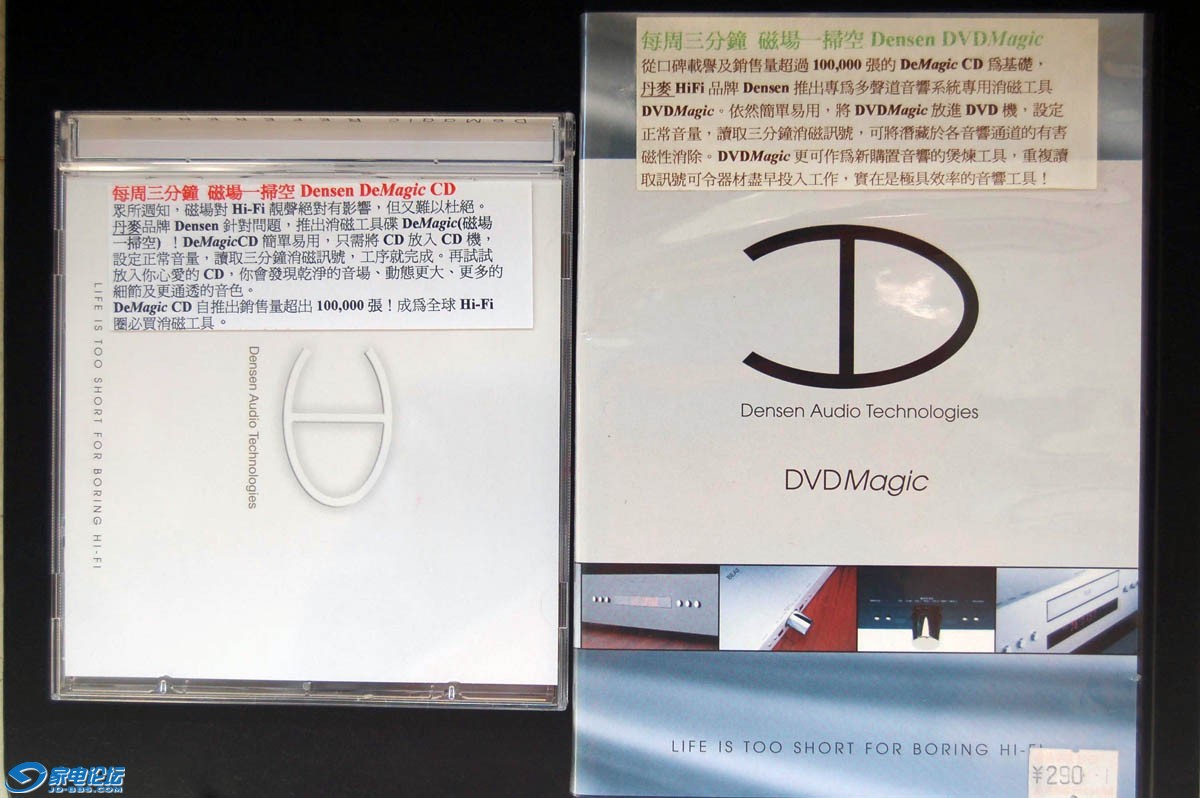 DeMagic REFERENCE
每周三分鐘 磁場一掃空 Densen DeMagic CD
眾所週知，磁場對 Hi-Fi 靚聲絕對有影響，但又難以杜絕。
丹麥品牌 Densen 針對問題，推出消磁工具碟 DeMagic(磁場
一掃空) ！DeMagicCD 簡單易用，只需將 CD 放入 CD 機，
設定正常音量，讀取三分鐘消磁訊號，工序就完成。再試試
放入你心愛的 CD，你會發現乾淨的音場、動態更大、更多的
細節及更通透的音色。
DeMagic CD 自推出銷售量超出 100,000 張！成爲全球 Hi-Fi
圈必買消磁工具。
LIFE IS TOO SHORT FOR BORING HI-FI
Densen Audio Technologies
每周三分鐘 磁場一掃空 Densen DVDMagic
從口碑載譽及銷售量超過 100,000 張的 DeMagic CD 爲基礎，
丹麥 HiFi 品牌 Densen 推出專爲多聲道音響系統專用消磁工具
DVDMagic。依然簡單易用，將 DVDMagic 放進 DVD 機，設定
正常音量，讀取三分鐘消磁訊號，可將潛藏於各音響通道的有害
磁性消除。DVDMagic 更可作爲新購置音響的煲煉工具，重複讀
取訊號可令器材盡早投入工作，實在是極具效率的音響工具！
Densen Audio Technologies
DVDMagic
BEAT
LIFE IS TOO SHORT FOR BORING HI-FI
¥290
家电论坛
JD-BBS.COM